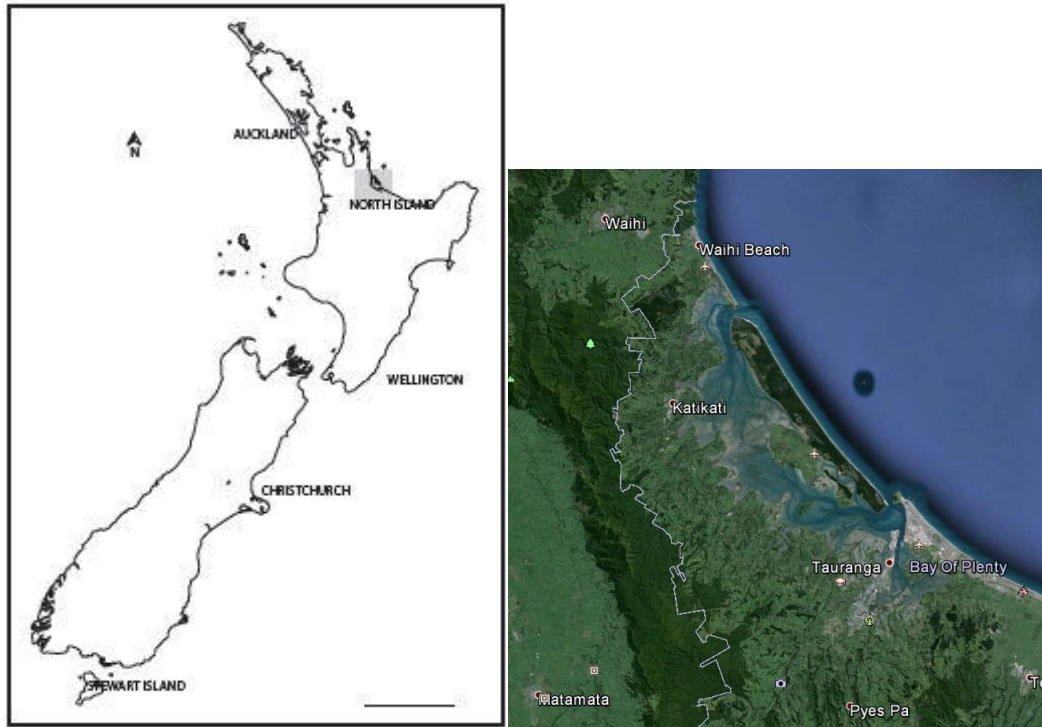 AUCKLAND
N
NORTH ISLAND
WELLINGTON
CHRISTCHURCH
STEWART ISLAND
Waihi
Waihi Beach
Katikati
Tauranga
Bay Of Plenty
Matamata
Pyes Pa